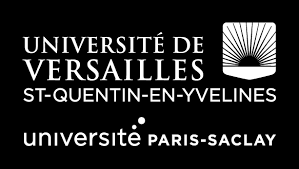 UNIVERSITÉ DE
VERSAILLES
ST-QUENTIN-EN-YVELINES
université PARIS-SACLAY